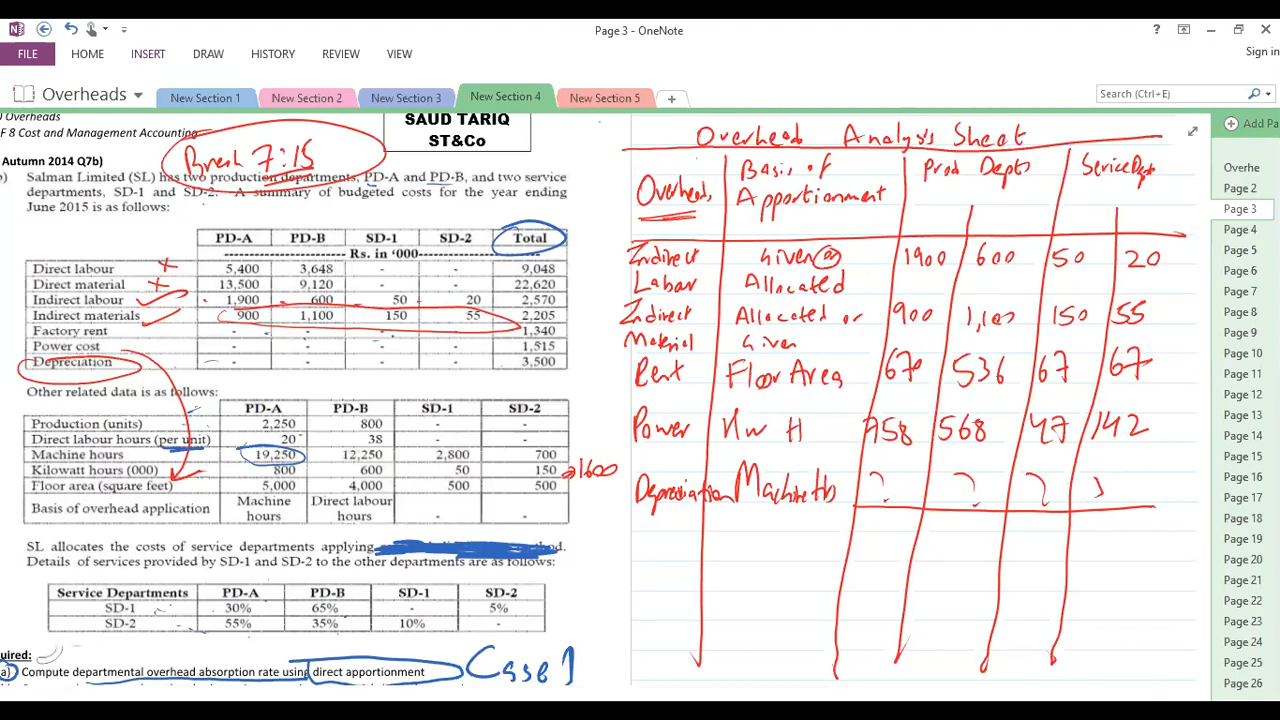 Page 3 - OneNote
FILE HOME INSERT DRAW HISTORY REVIEW VIEW
Sign in
Overheads New Section 1 New Section 2 New Section 3 New Section 4 New Section 5
Search (Ctrl+E)
Overheads
F 8 Cost and Management Accounting
SAUD TARIQ
ST&Co
Autumn 2014 Q7b)
Break 7:15
Salman Limited (SL) has two production departments, PD-A and PD-B, and two service
departments, SD-1 and SD-2. A summary of budgeted costs for the year ending
June 2015 is as follows:
PD-A PD-B SD-1 SD-2 Total
Rs. in '000
Direct labour 5,400 3,648 - - 9,048
Direct material 13,500 9,120 - - 22,620
Indirect labour 1,900 600 50 20 2,570
Indirect materials 900 1,100 150 55 2,205
Factory rent - - - - 1,340
Power cost - - - - 1,515
Depreciation - - - - 3,500
Other related data is as follows:
PD-A PD-B SD-1 SD-2
Production (units) 2,250 800 - -
Direct labour hours (per unit) 20 38 - -
Machine hours 19,250 12,250 2,800 700
Kilowatt hours (000) 800 600 50 150 → 1600
Floor area (square feet) 5,000 4,000 500 500
Basis of overhead application Machine hours Direct labour hours - -
SL allocates the costs of service departments applying
Details of services provided by SD-1 and SD-2 to the other departments are as follows:
Service Departments PD-A PD-B SD-1 SD-2
SD-1 30% 65% - 5%
SD-2 55% 35% 10% -
quired:
a) Compute departmental overhead absorption rate using direct apportionment
Case 1
Overhead Analysis Sheet
Overheads Basis of Apportionment Prod Depts Service Dept
Indirect Labor Given or Allocated 1900 600 50 20
Indirect Material Allocated or Given 900 1,100 150 55
Rent Floor Area 670 536 67 67
Power Kw H 758 568 47 142
Depreciation Machine Hrs ? ? ? ?
Add Pa
Overhe
Page 2
Page 3
Page 4
Page 5
Page 6
Page 7
Page 8
Page 9
Page 10
Page 11
Page 12
Page 13
Page 14
Page 15
Page 16
Page 17
Page 18
Page 19
Page 20
Page 21
Page 22
Page 23
Page 24
Page 25
Page 26